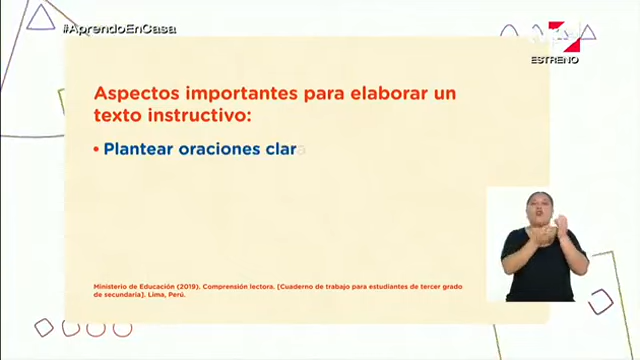 #AprendoEnCasa
ESTRENO
Aspectos importantes para elaborar un
texto instructivo:
• Plantear oraciones clara
Ministerio de Educación (2019). Comprensión lectora. [Cuaderno de trabajo para estudiantes de tercer grado
de secundaria]. Lima, Perú.